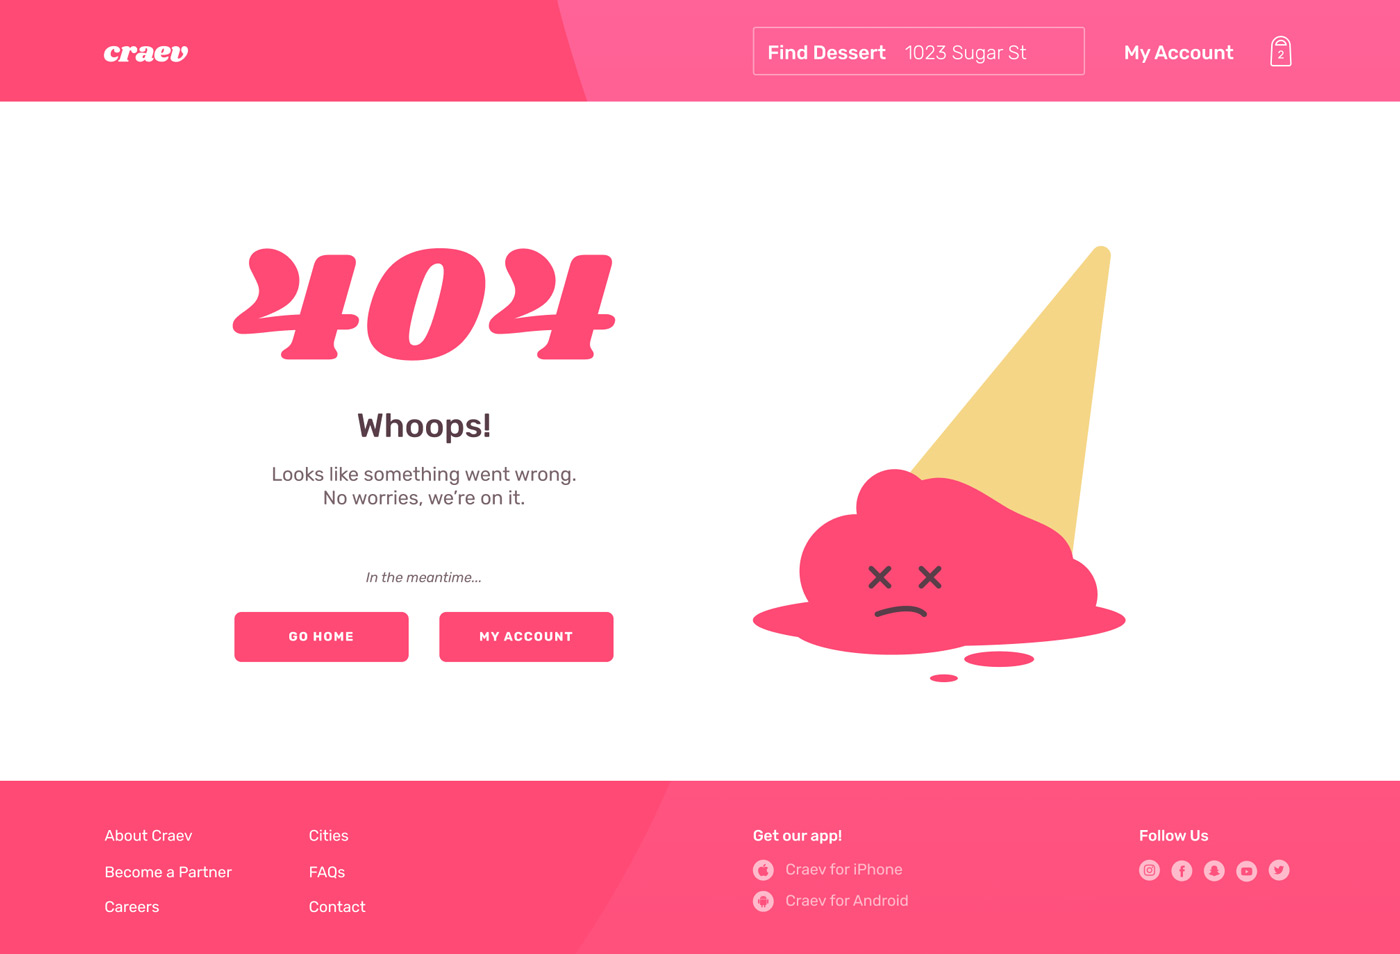 craev
Find Dessert 1023 Sugar St
My Account
2
404
Whoops!
Looks like something went wrong.
No worries, we’re on it.
In the meantime...
GO HOME
MY ACCOUNT
About Craev
Become a Partner
Careers
Cities
FAQs
Contact
Get our app!
Craev for iPhone
Craev for Android
Follow Us